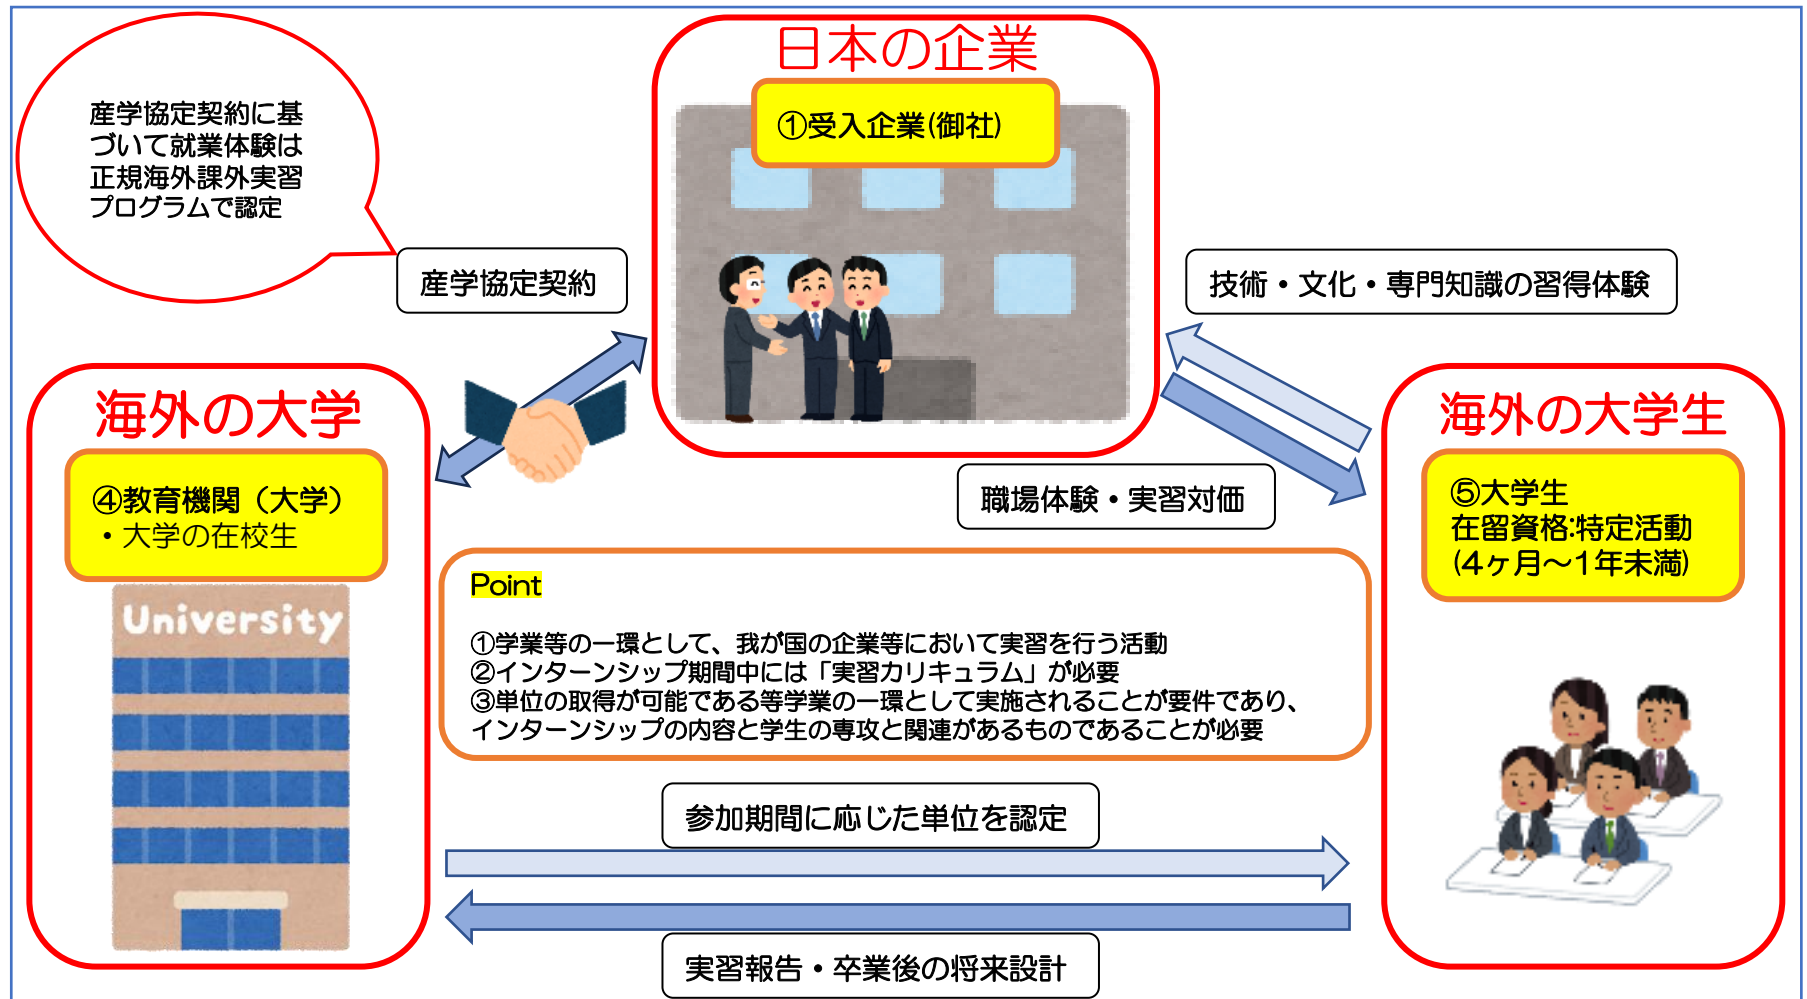 日本の企業
①受入企業(御社)
産学協定契約に基
づいて就業体験は
正規海外課外実習
プログラムで認定
産学協定契約
技術・文化・専門知識の習得体験
海外の大学
④教育機関（大学）
・大学の在校生
University
職場体験・実習対価
海外の大学生
⑤大学生
在留資格:特定活動
(4ヶ月～1年未満)
Point
①学業等の一環として、我が国の企業等において実習を行う活動
②インターンシップ期間中には「実習カリキュラム」が必要
③単位の取得が可能である等学業の一環として実施されることが要件であり、
インターンシップの内容と学生の専攻と関連があるものであることが必要
参加期間に応じた単位を認定
実習報告・卒業後の将来設計